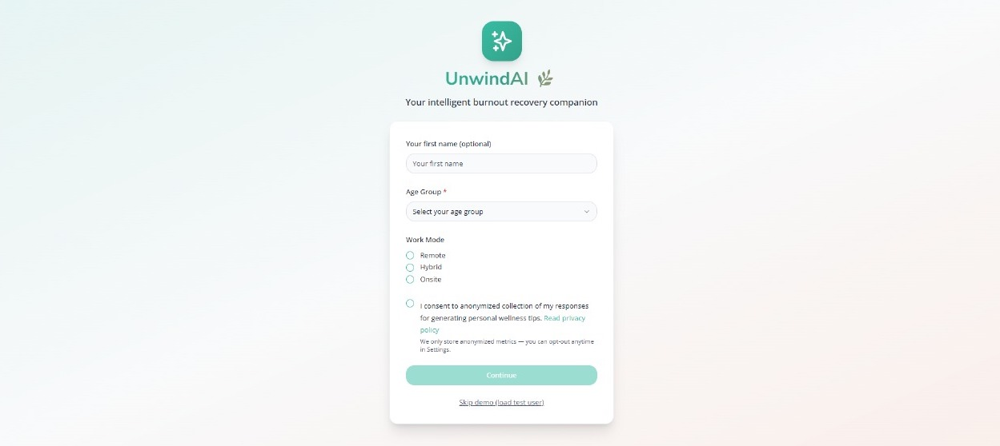 UnwindAI
Your intelligent burnout recovery companion
Your first name (optional)
Your first name
Age Group *
Select your age group
Work Mode
Remote
Hybrid
Onsite
I consent to anonymized collection of my responses
for generating personal wellness tips. Read privacy
policy
We only store anonymized metrics — you can opt-out anytime
in Settings.
Continue
Skip demo (load test user)